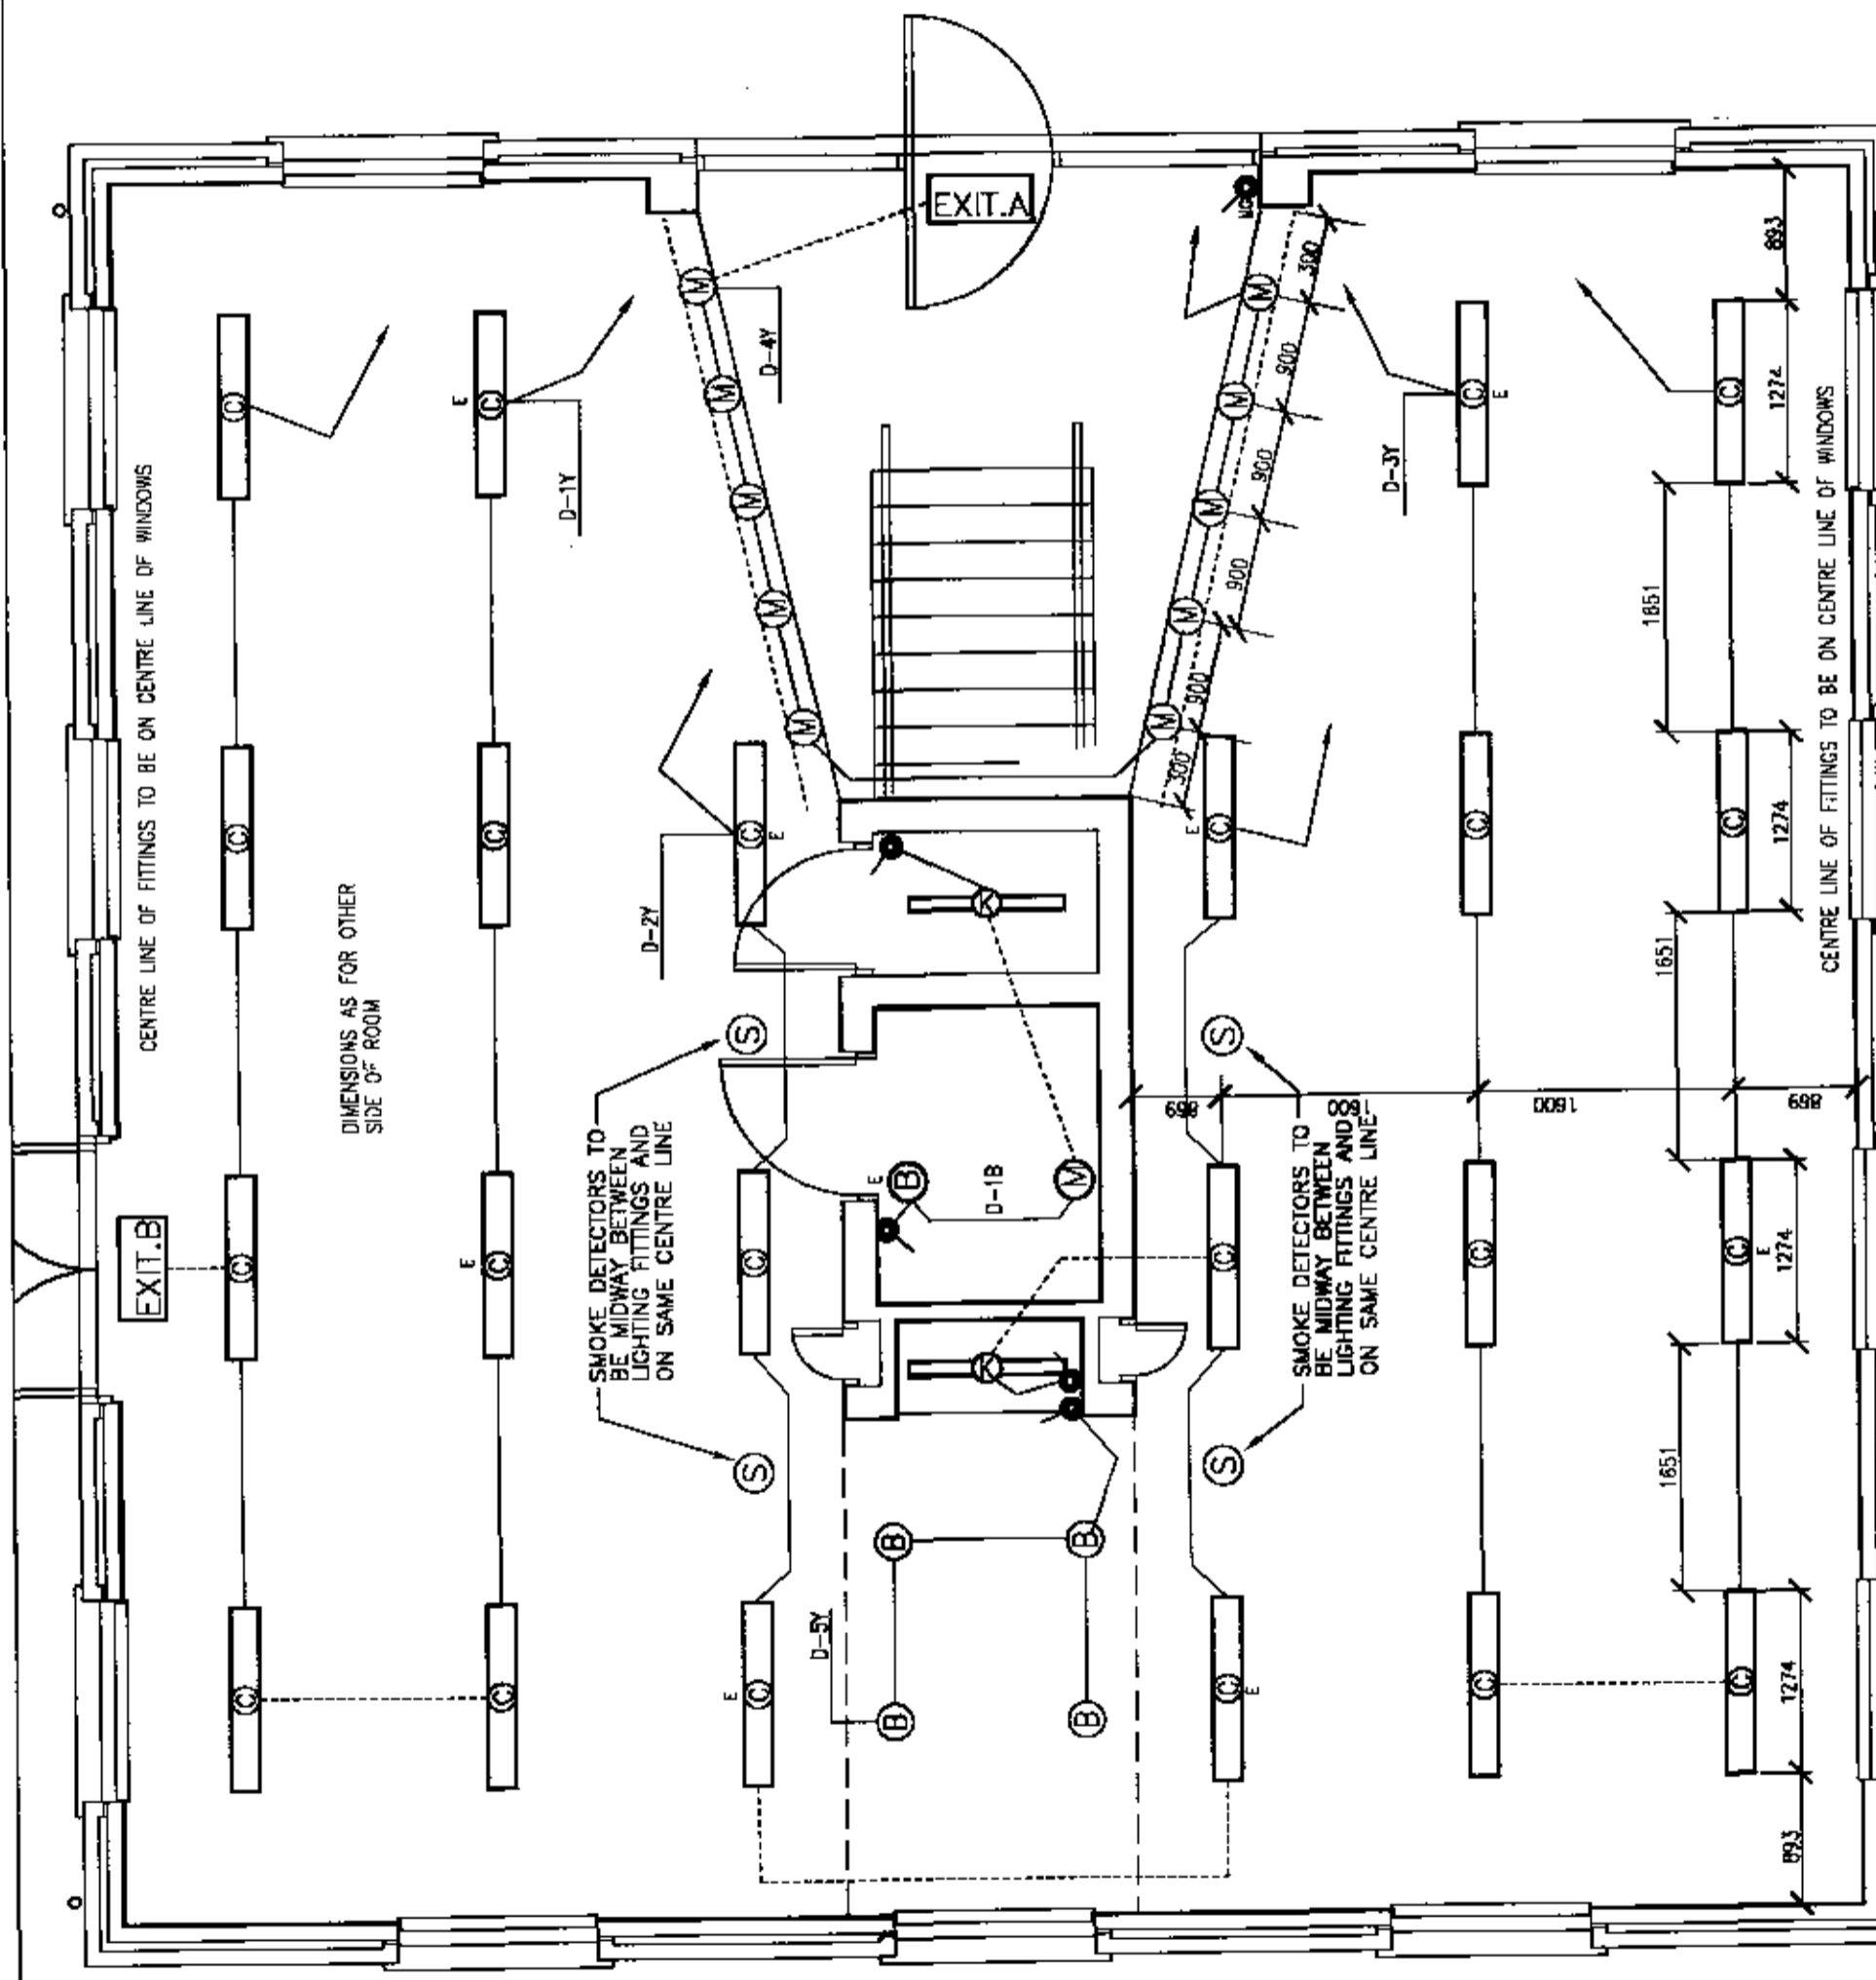 EXIT.A
CENTRE LINE OF FITTINGS TO BE ON CENTRE LINE OF WINDOWS
C
C
C
C
EXIT.B
DIMENSIONS AS FOR OTHER
SIDE OF ROOM
E
C
C
E
C
C
D-1Y
M
M
M
M
M
D-4Y
D-2Y
C
E
C
E
C
S
S
SMOKE DETECTORS TO
BE MIDWAY BETWEEN
LIGHTING FITTINGS AND
ON SAME CENTRE LINE
K
E
B
D-1B
M
K
D-5Y
B
B
B
B
M
M
M
M
M
300
900
900
900
900
300
E
C
C
C
E
S
S
SMOKE DETECTORS TO
BE MIDWAY BETWEEN
LIGHTING FITTINGS AND
ON SAME CENTRE LINE
869
1600
1600
869
D-3Y
C
E
C
C
C
C
C
C
E
C
893
1274
1651
1274
1651
1274
1651
1274
893
CENTRE LINE OF FITTINGS TO BE ON CENTRE LINE OF WINDOWS